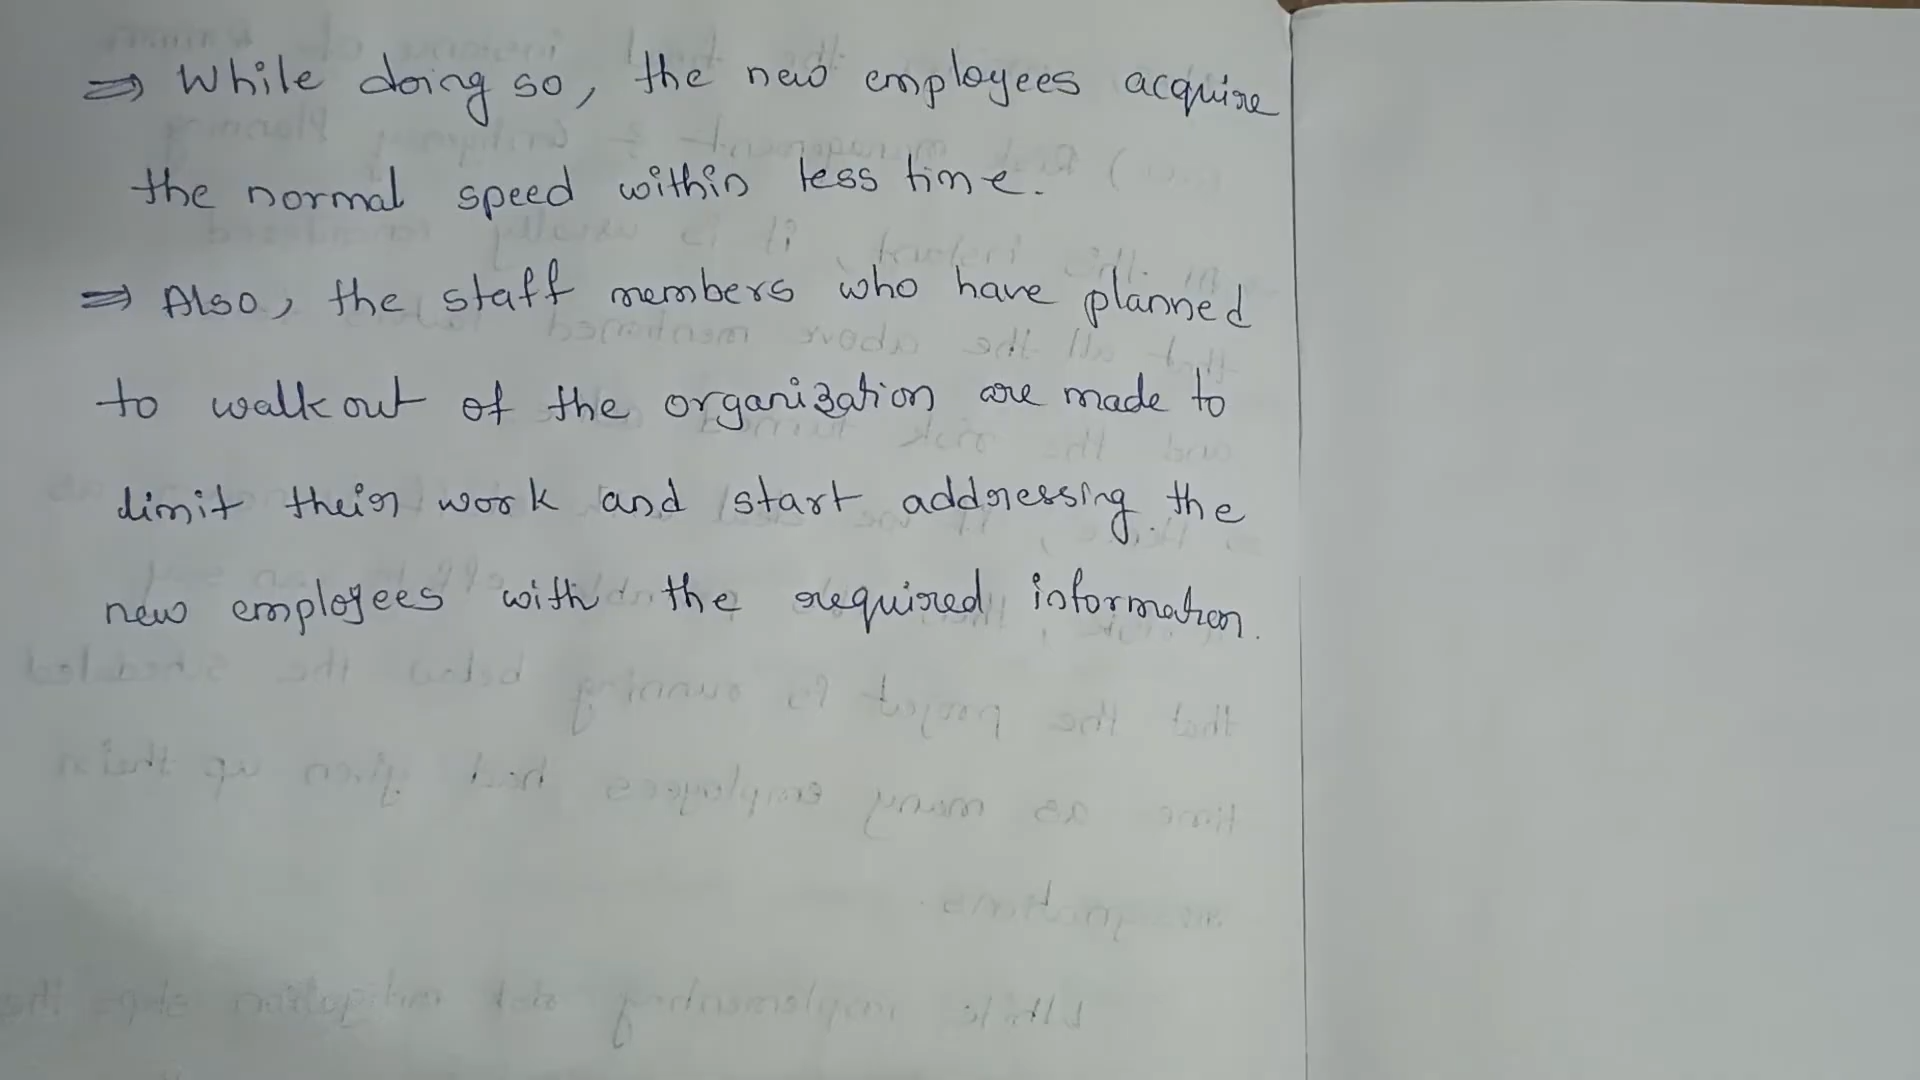 ⇒ While doing so, the new employees acquire
the normal speed within less time.
⇒ Also, the staff members who have planned
to walkout of the organization are made to
limit their work and start addressing the
new employees with the required information.